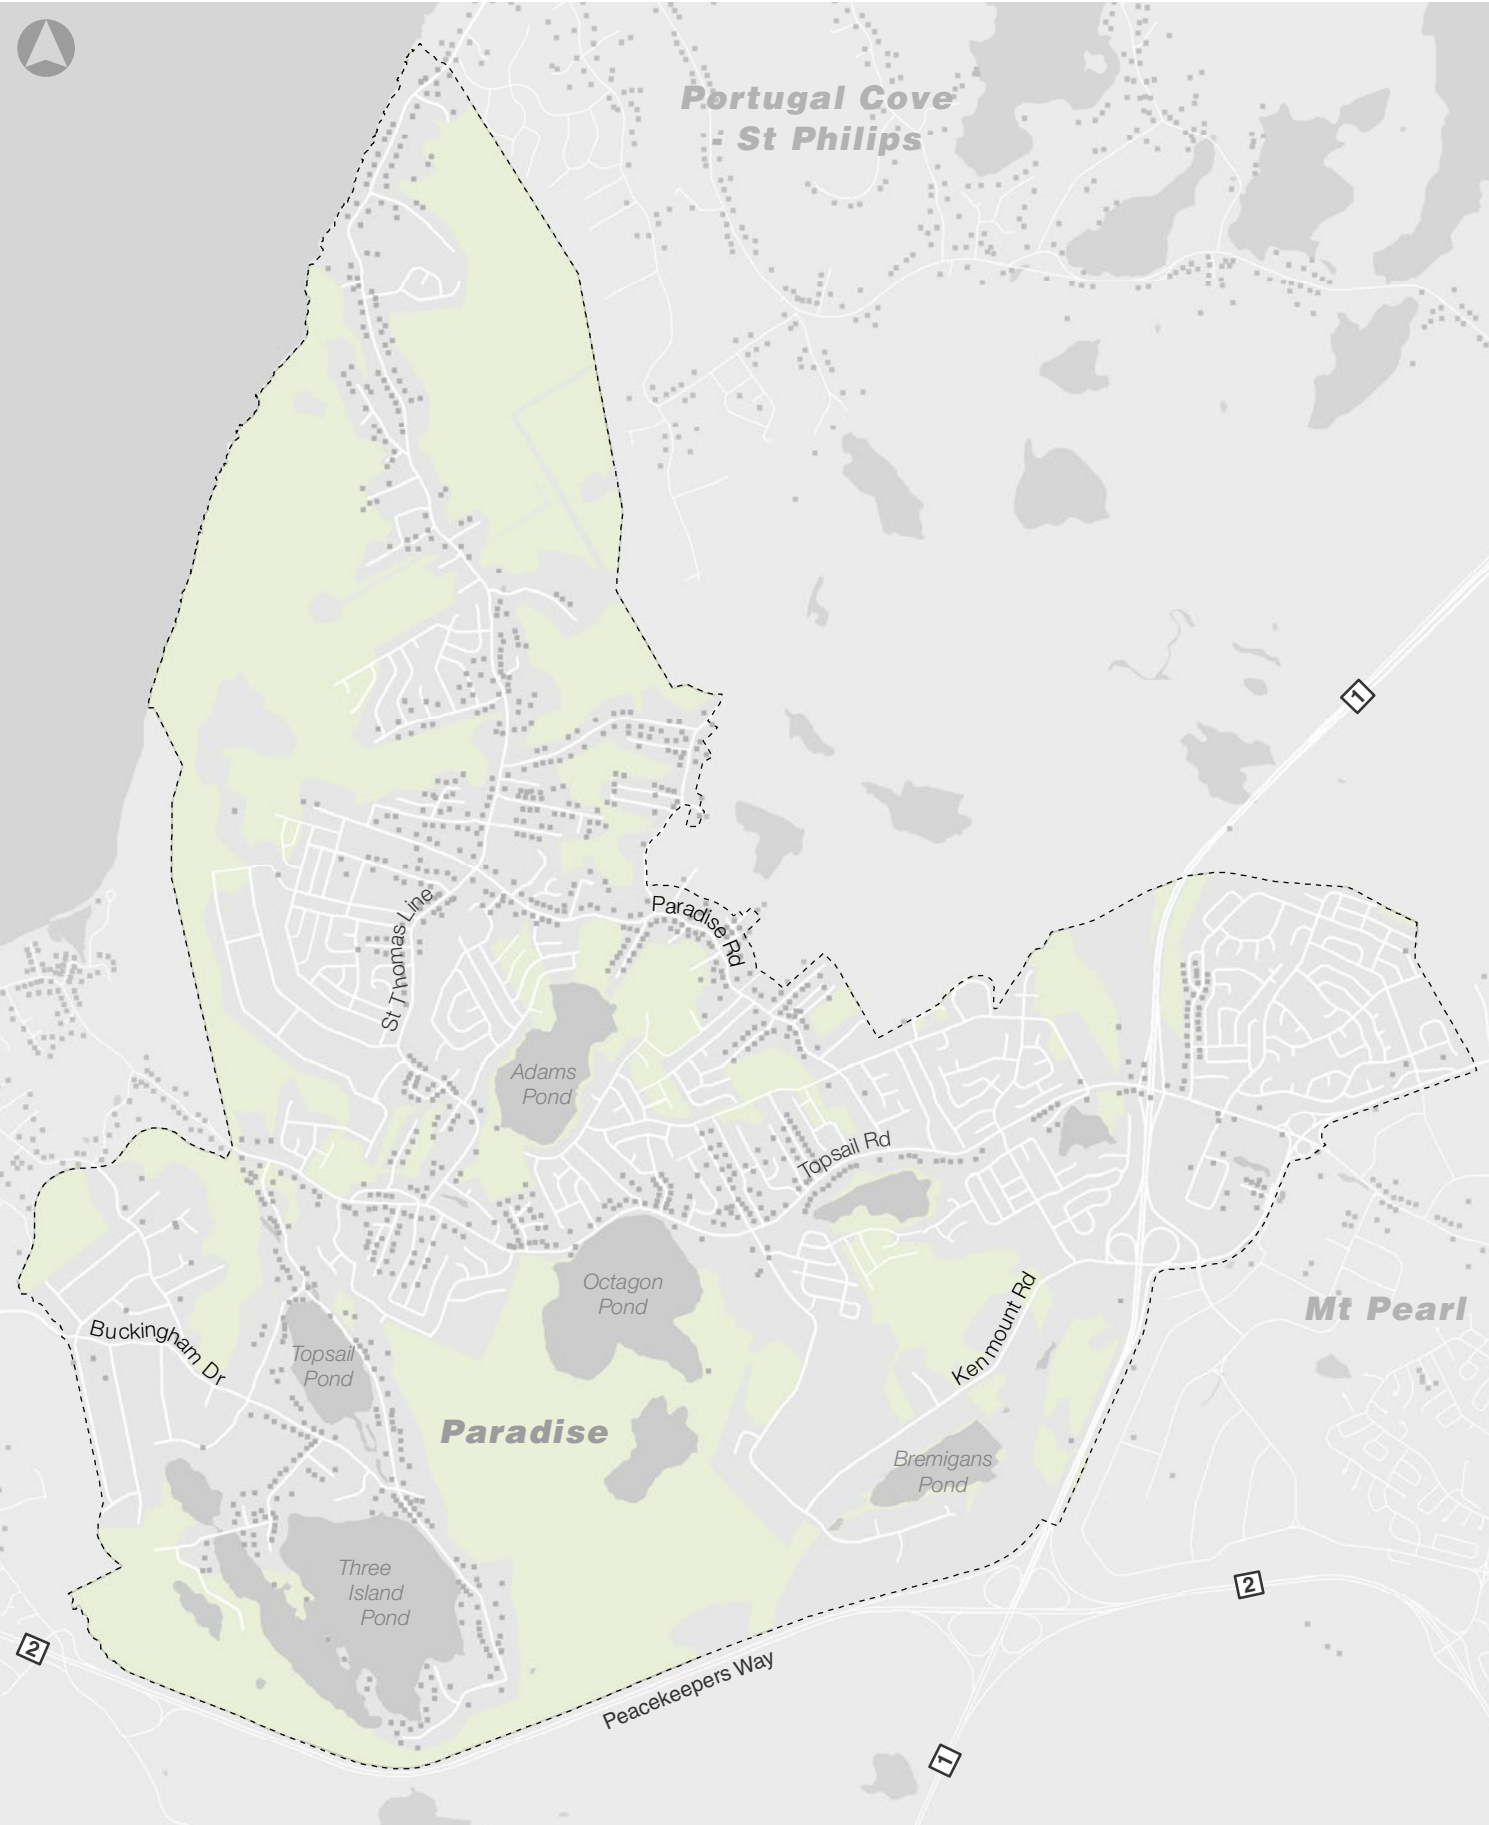 Portugal Cove
- St Philips
1
St Thomas Line
Paradise Rd
Adams
Pond
Topsail Rd
Octagon
Pond
Kenmount Rd
Mt Pearl
Buckingham Dr
Topsail
Pond
Paradise
Bremigans
Pond
Three
Island
Pond
2
2
Peacekeepers Way
1